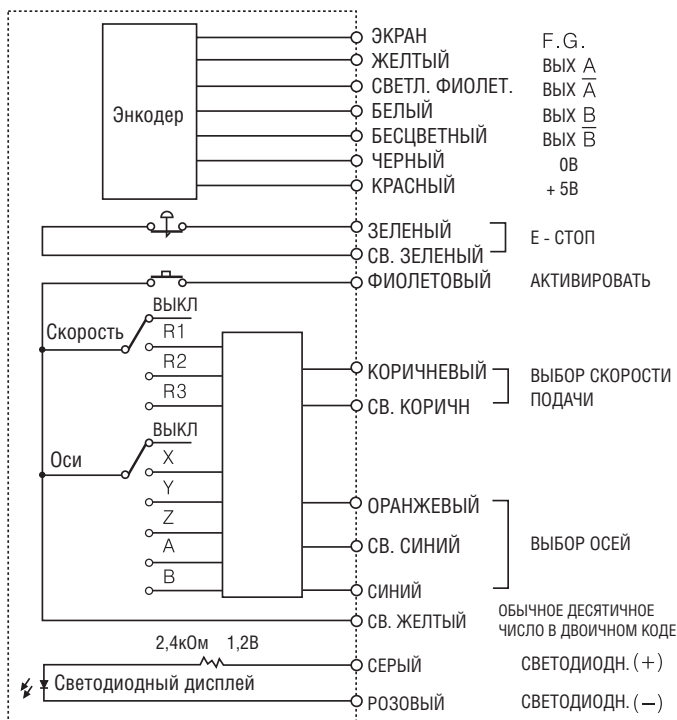 ЭКРАН F.G.
ЖЕЛТЫЙ ВЫХ A
СВЕТЛ. ФИОЛЕТ. ВЫХ A̅
Энкодер
БЕЛЫЙ ВЫХ B
БЕСЦВЕТНЫЙ ВЫХ B̅
ЧЕРНЫЙ 0В
КРАСНЫЙ + 5В
ЗЕЛЕНЫЙ
Е - СТОП
СВ. ЗЕЛЕНЫЙ
ФИОЛЕТОВЫЙ АКТИВИРОВАТЬ
ВЫКЛ
Скорость
R1
R2
R3
КОРИЧНЕВЫЙ
ВЫБОР СКОРОСТИ
ПОДАЧИ
СВ. КОРИЧН
ВЫКЛ
Оси
X
Y
Z
A
B
ОРАНЖЕВЫЙ
СВ. СИНИЙ ВЫБОР ОСЕЙ
СИНИЙ
СВ. ЖЕЛТЫЙ
ОБЫЧНОЕ ДЕСЯТИЧНОЕ
ЧИСЛО В ДВОИЧНОМ КОДЕ
2,4кОм 1,2В
СЕРЫЙ СВЕТОДИОДН. (+)
Светодиодный дисплей
РОЗОВЫЙ СВЕТОДИОДН. (—)